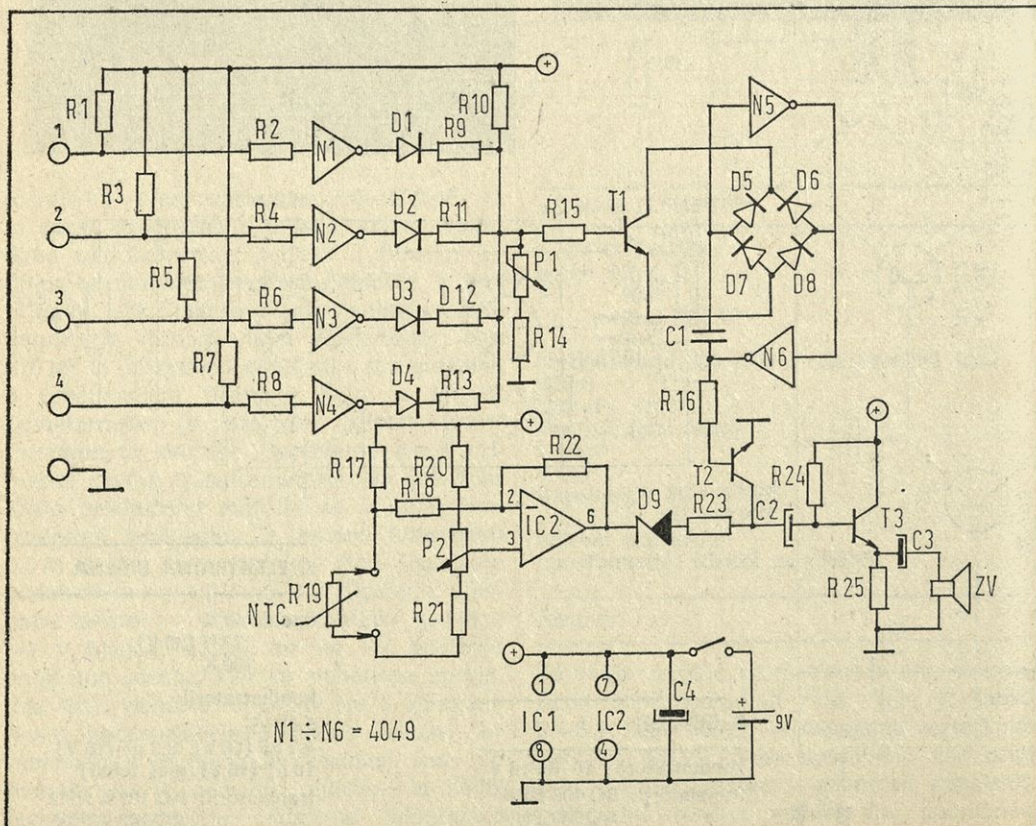 R1
R10
N5
1
R2
N1
D1
R9
R3
D5
D6
2
R4
N2
D2
R11
R15
T1
P1
R5
D7
D8
3
R6
N3
D3
D12
C1
N6
R14
R7
4
R8
N4
D4
R13
R16
R17
R20
R22
T2
R24
R18
2
IC2
6
D9
R23
C2
T3
C3
P2
3
R19
NTC
R21
R25
ZV
1
7
C4
+
9V
IC1
IC2
8
4
N1÷N6 = 4049